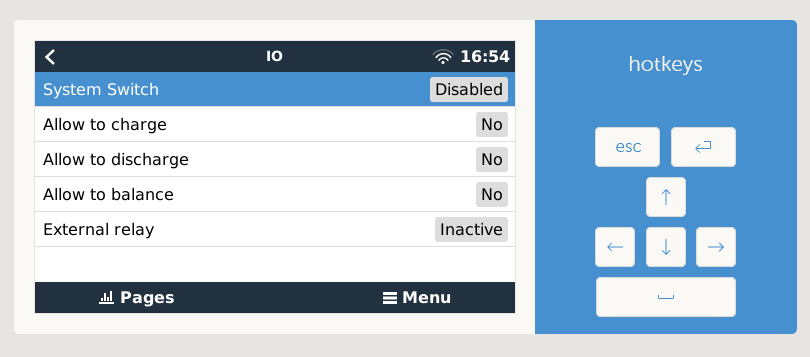 IO 16:54
System Switch Disabled
Allow to charge No
Allow to discharge No
Allow to balance No
External relay Inactive
Pages Menu
hotkeys
esc